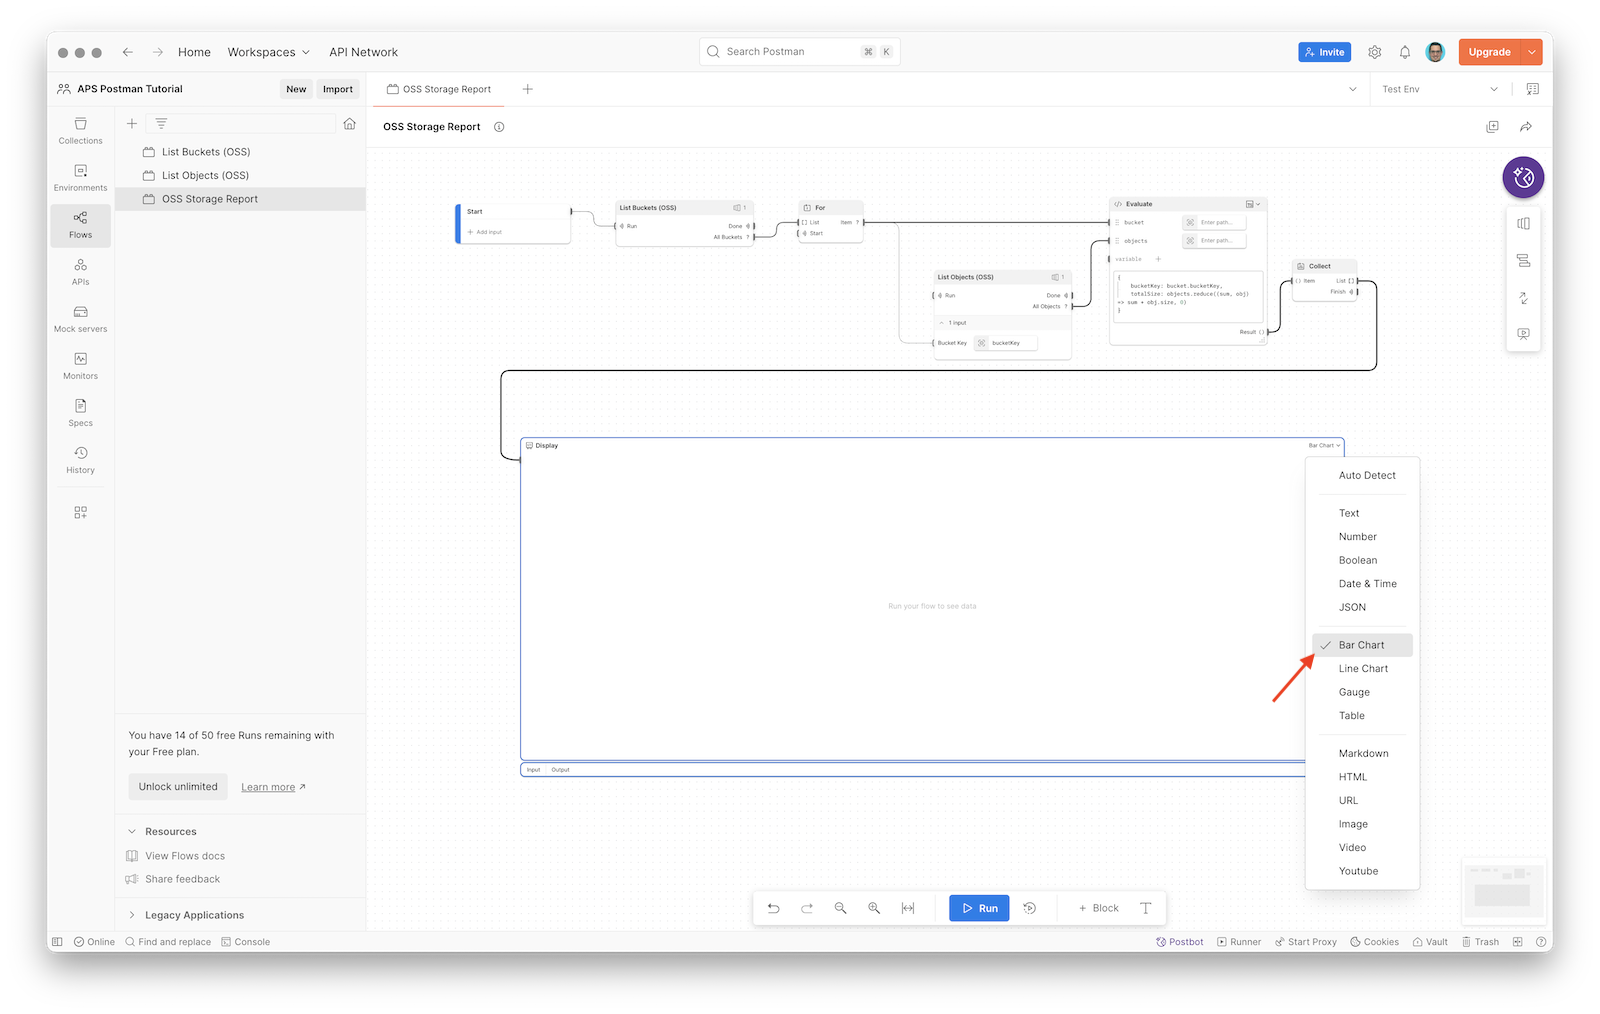 Home
Workspaces
API Network
Search Postman
⌘ K
Invite
Upgrade
APS Postman Tutorial
New
Import
OSS Storage Report
Test Env
OSS Storage Report
Collections
Environments
Flows
APIs
Mock servers
Monitors
Specs
History
List Buckets (OSS)
List Objects (OSS)
OSS Storage Report
You have 14 of 50 free Runs remaining with
your Free plan.
Unlock unlimited
Learn more ↗
Resources
View Flows docs
Share feedback
Legacy Applications
Start
+ Add input
List Buckets (OSS)
1
Run
Done
All Buckets ?
For
[ ] List
Item ?
Start
List Objects (OSS)
1
Run
Done
All Objects ?
1 input
Bucket Key
bucketKey
</> Evaluate
bucket
Enter path...
objects
Enter path...
variable +
{
bucketKey: bucket.bucketKey,
totalSize: objects.reduce((sum, obj)
=> sum + obj.size, 0)
}
Result {}
Collect
{} Item
List [ ]
Finish
Display
Bar Chart
Run your flow to see data
Input
Output
Auto Detect
Text
Number
Boolean
Date & Time
JSON
Bar Chart
Line Chart
Gauge
Table
Markdown
HTML
URL
Image
Video
Youtube
Run
+ Block
T
Online
Find and replace
Console
Postbot
Runner
Start Proxy
Cookies
Vault
Trash